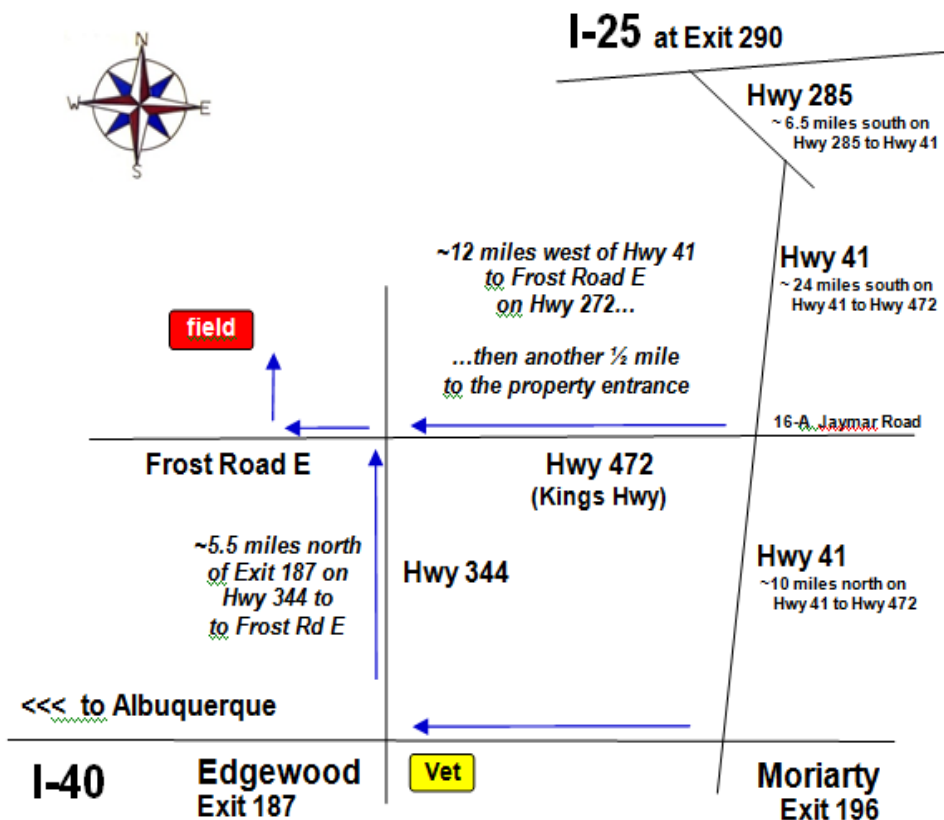 N
W
E
S
I-25 at Exit 290
Hwy 285
~ 6.5 miles south on
Hwy 285 to Hwy 41
~12 miles west of Hwy 41
to Frost Road E
on Hwy 272...
Hwy 41
~ 24 miles south on
Hwy 41 to Hwy 472
field
...then another ½ mile
to the property entrance
16-A Jaymar Road
Frost Road E
Hwy 472
(Kings Hwy)
~5.5 miles north
of Exit 187 on
Hwy 344 to
to Frost Rd E
Hwy 344
Hwy 41
~10 miles north on
Hwy 41 to Hwy 472
<<< to Albuquerque
I-40
Edgewood
Exit 187
Vet
Moriarty
Exit 196